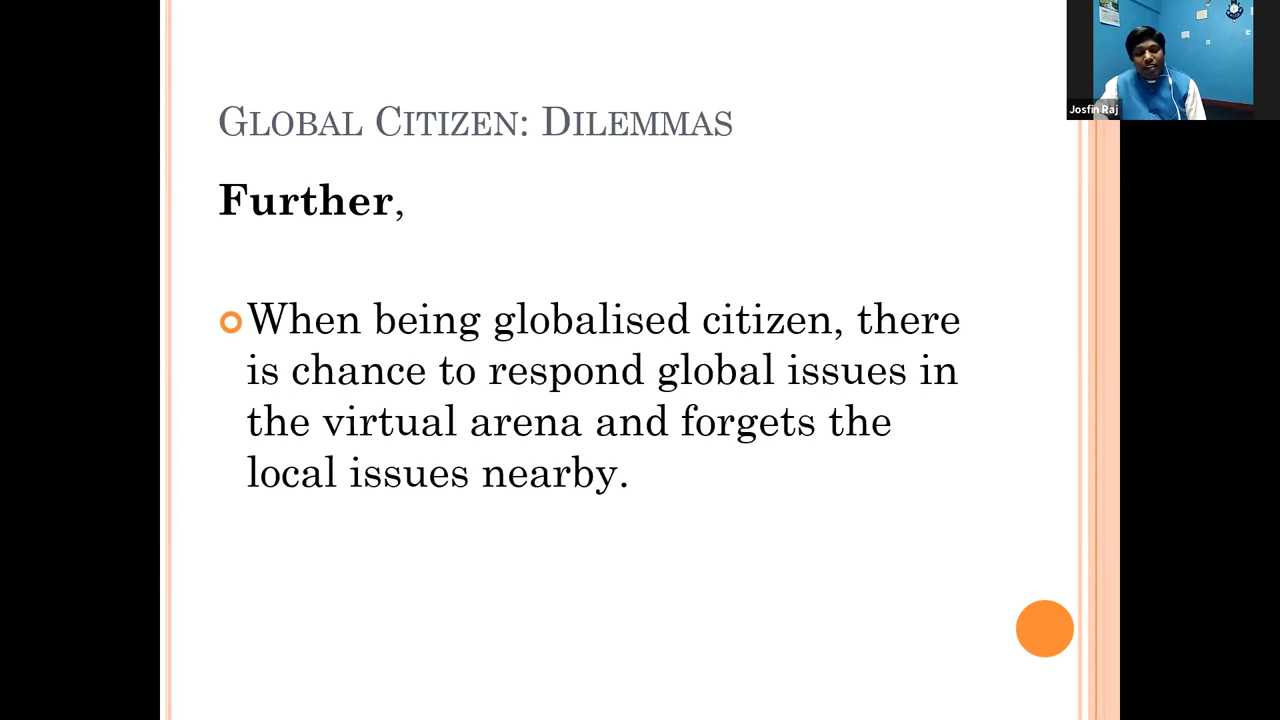 GLOBAL CITIZEN: DILEMMAS
Further,
When being globalised citizen, there
is chance to respond global issues in
the virtual arena and forgets the
local issues nearby.
Josfin Raj